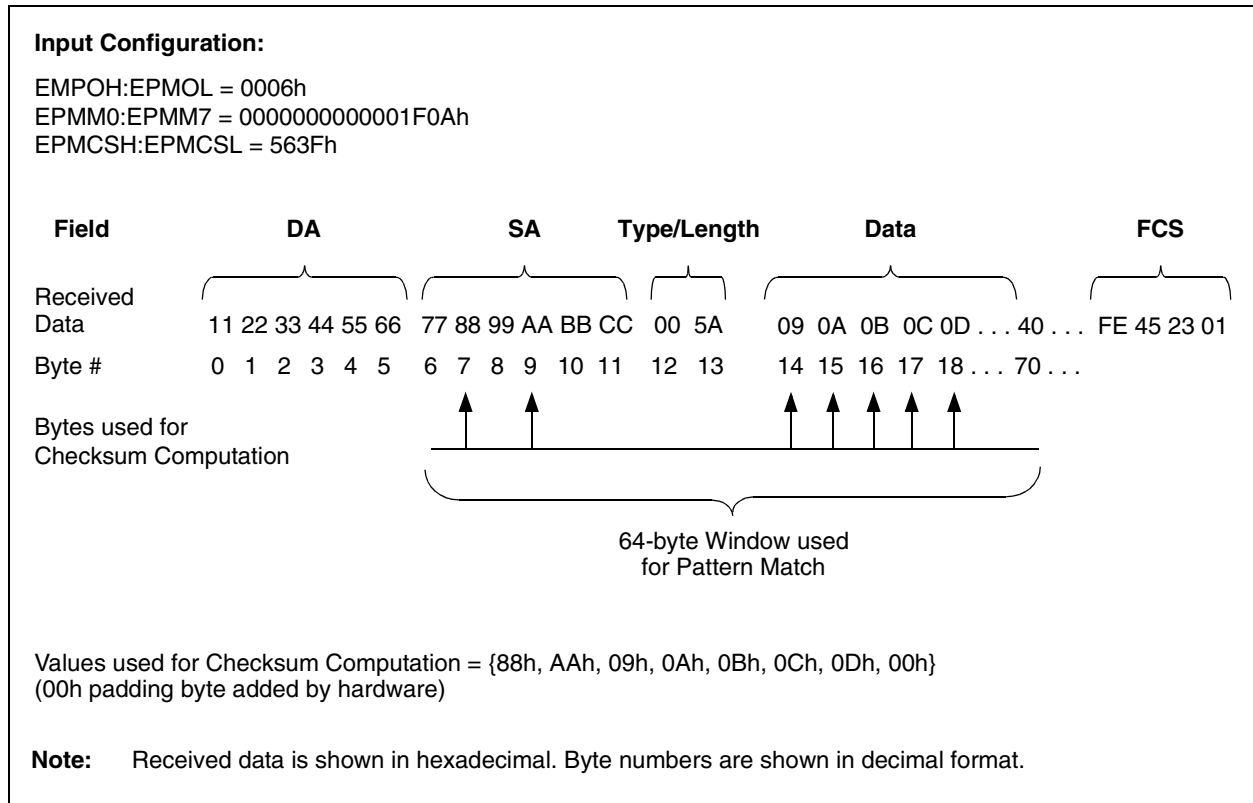 Input Configuration:
EMPOH:EPMOL = 0006h
EPMM0:EPMM7 = 0000000000001F0Ah
EPMCSH:EPMCSL = 563Fh
Field DA SA Type/Length Data FCS
Received
Data 11 22 33 44 55 66 77 88 99 AA BB CC 00 5A 09 0A 0B 0C 0D . . . 40 . . . FE 45 23 01
Byte # 0 1 2 3 4 5 6 7 8 9 10 11 12 13 14 15 16 17 18 . . . 70 . . .
Bytes used for
Checksum Computation
64-byte Window used
for Pattern Match
Values used for Checksum Computation = {88h, AAh, 09h, 0Ah, 0Bh, 0Ch, 0Dh, 00h}
(00h padding byte added by hardware)
Note: Received data is shown in hexadecimal. Byte numbers are shown in decimal format.